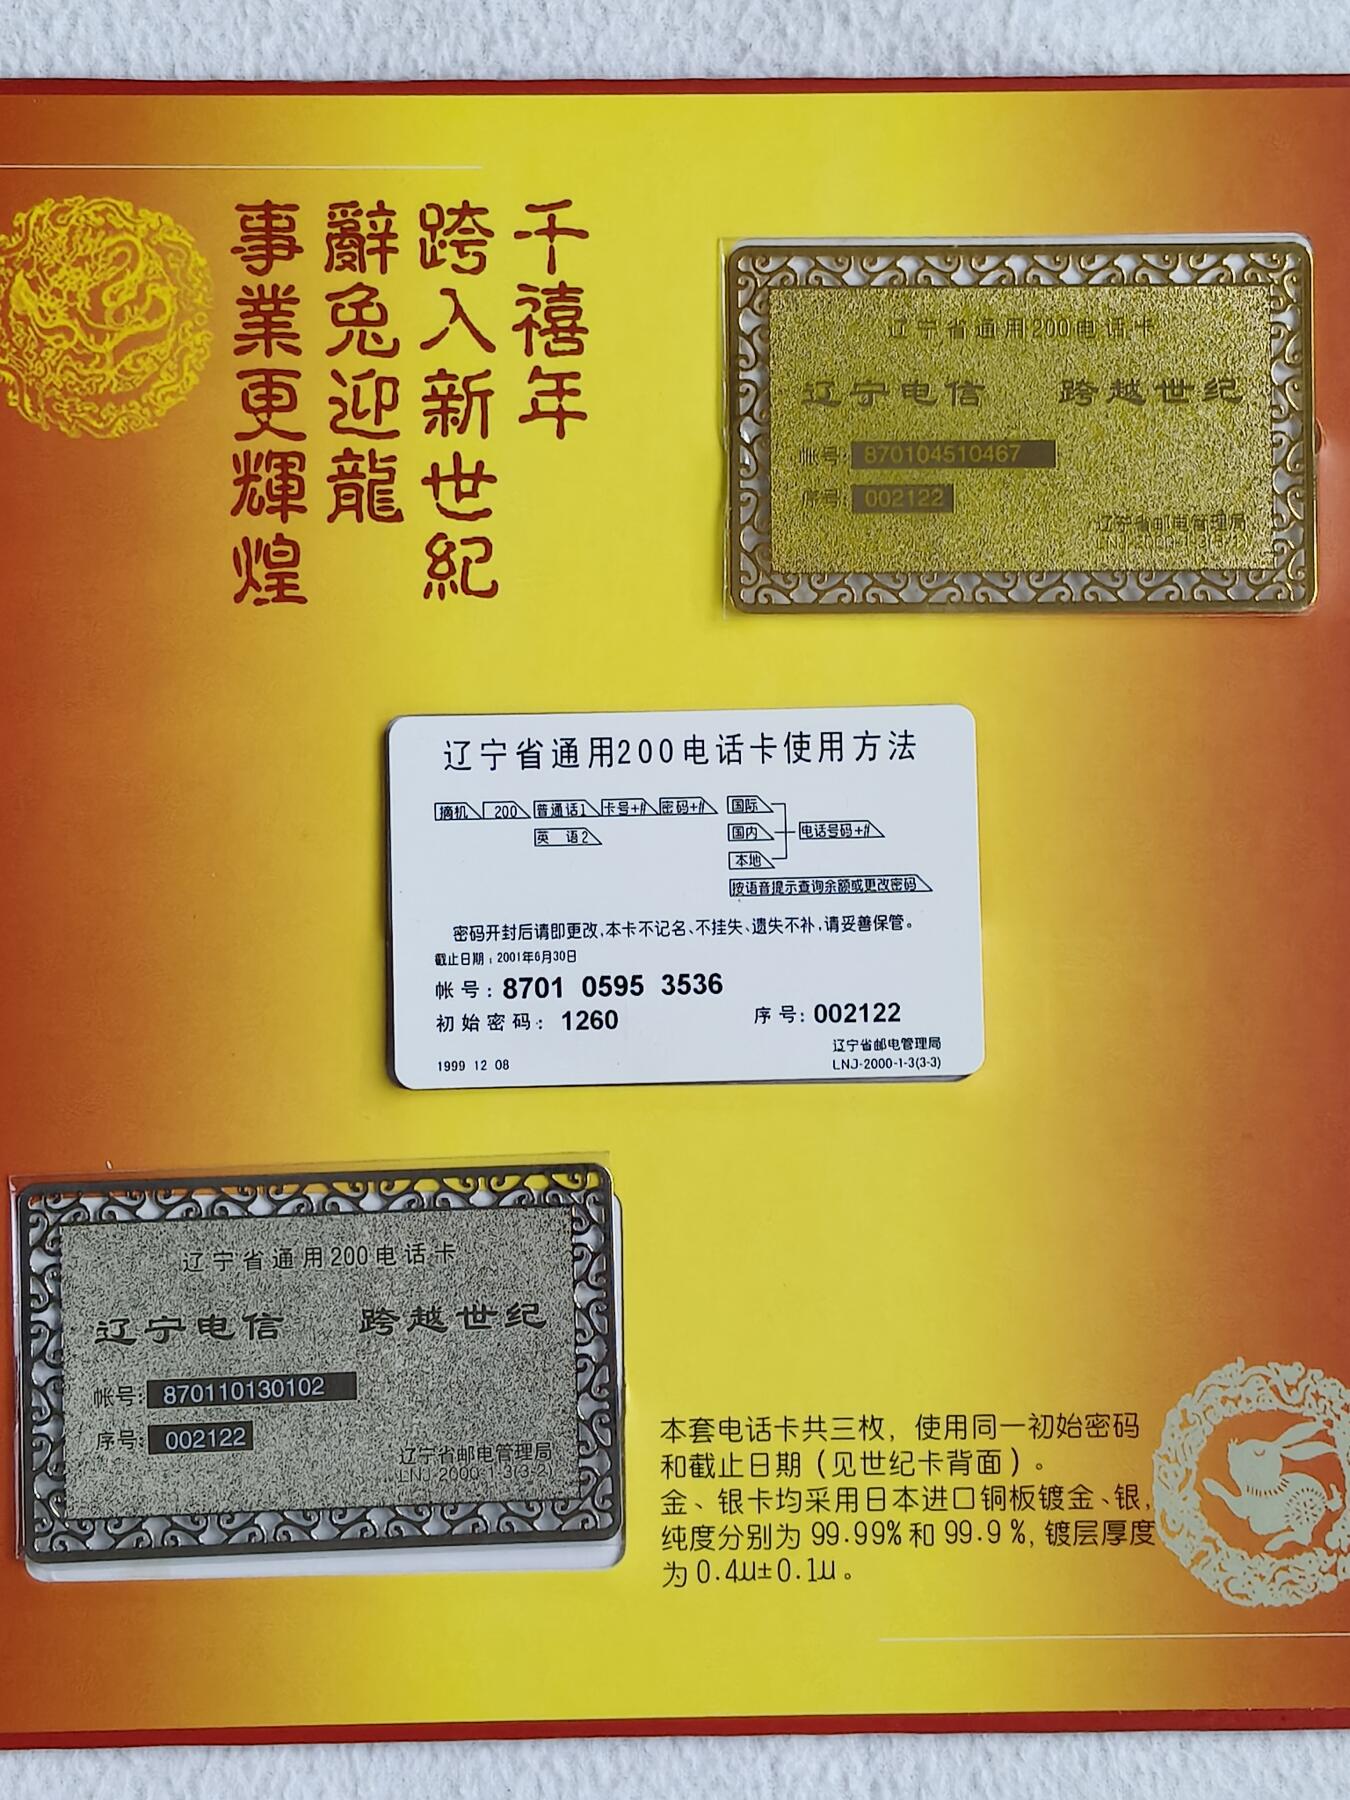 千禧年
跨入新世紀
辭兔迎龍
事業更輝煌
辽宁省通用200电话卡
辽宁电信 跨越世纪
帐号: 870104510467
序号: 002122
辽宁省邮电管理局
LNJ-2000-1-3(3-1)
辽宁省通用200电话卡使用方法
摘机 200 普通话1 卡号+# 密码+# 国际
英 语2 国内 电话号码+#
本地
按语音提示查询余额或更改密码
密码开封后请即更改,本卡不记名、不挂失、遗失不补,请妥善保管。
截止日期:2001年6月30日
帐号: 8701 0595 3536
初始密码: 1260 序号: 002122
辽宁省邮电管理局
1999 12 08 LNJ-2000-1-3(3-3)
辽宁省通用200电话卡
辽宁电信 跨越世纪
帐号: 870110130102
序号: 002122
辽宁省邮电管理局
LNJ-2000-1-3(3-2)
本套电话卡共三枚，使用同一初始密码
和截止日期（见世纪卡背面）。
金、银卡均采用日本进口铜板镀金、银，
纯度分别为 99.99% 和 99.9%，镀层厚度
为 0.4μ±0.1μ。